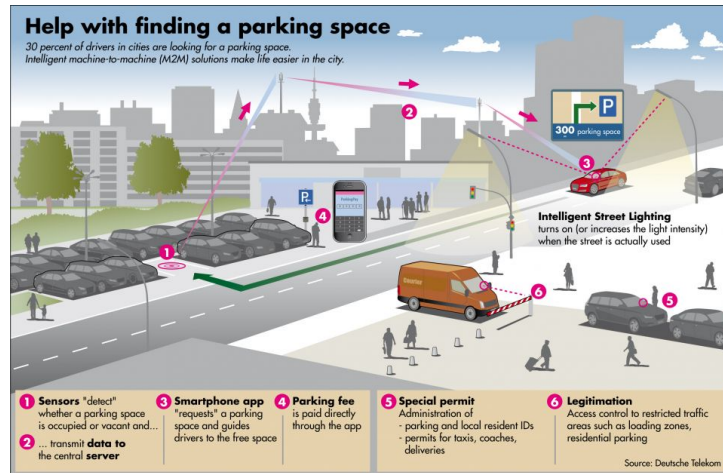 Help with finding a parking space
30 percent of drivers in cities are looking for a parking space.
Intelligent machine-to-machine (M2M) solutions make life easier in the city.
2
P
300 parking space
3
P
4
Intelligent Street Lighting
turns on (or increases the light intensity)
when the street is actually used
1
6
5
1 Sensors "detect"
whether a parking space
is occupied or vacant and...
2 ... transmit data to
the central server
3 Smartphone app
"requests" a parking
space and guides
drivers to the free space
4 Parking fee
is paid directly
through the app
5 Special permit
Administration of
- parking and local resident IDs
- permits for taxis, coaches,
deliveries
6 Legitimation
Access control to restricted traffic
areas such as loading zones,
residential parking
Source: Deutsche Telekom